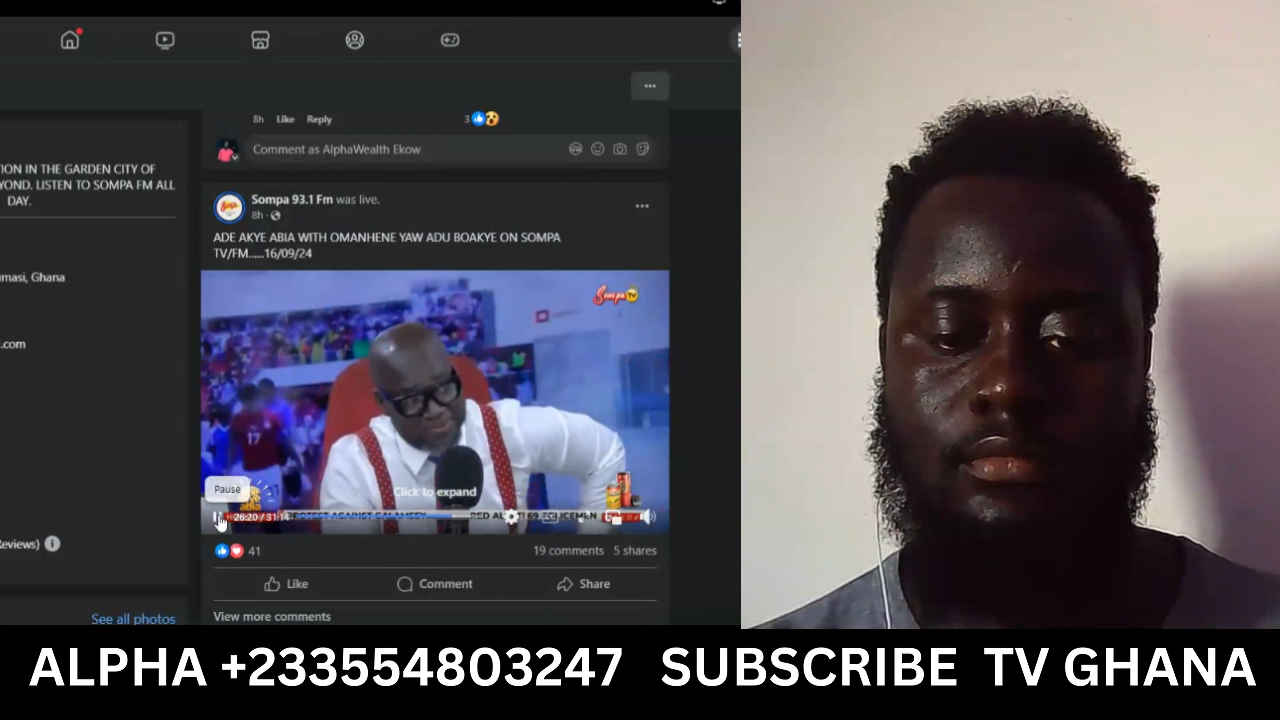 8h Like Reply 3
Comment as AlphaWealth Ekow
TION IN THE GARDEN CITY OF
YOND. LISTEN TO SOMPA FM ALL
DAY.
masi, Ghana
.com
Reviews)
See all photos
Sompa 93.1 Fm was live.
8h
ADE AKYE ABIA WITH OMANHENE YAW ADU BOAKYE ON SOMPA
TV/FM......16/09/24
Sompa TV
17
Pause
Click to expand
26:20 / 31:14
PROTEST AGAINST GALAMSEY
41 19 comments 5 shares
Like Comment Share
View more comments
ALPHA +233554803247 SUBSCRIBE TV GHANA